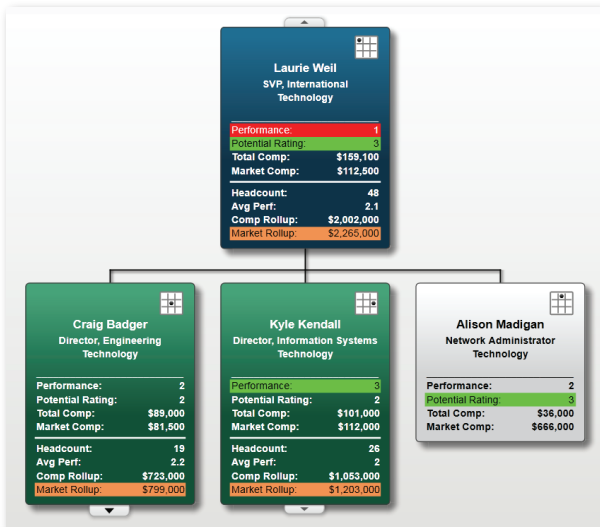 Laurie Weil
SVP, International
Technology
Performance: 1
Potential Rating: 3
Total Comp: $159,100
Market Comp: $112,500
Headcount: 48
Avg Perf: 2.1
Comp Rollup: $2,002,000
Market Rollup: $2,265,000
Craig Badger
Director, Engineering
Technology
Performance: 2
Potential Rating: 2
Total Comp: $89,000
Market Comp: $81,500
Headcount: 19
Avg Perf: 2.2
Comp Rollup: $723,000
Market Rollup: $799,000
Kyle Kendall
Director, Information Systems
Technology
Performance: 3
Potential Rating: 2
Total Comp: $101,000
Market Comp: $112,000
Headcount: 26
Avg Perf: 2
Comp Rollup: $1,053,000
Market Rollup: $1,203,000
Alison Madigan
Network Administrator
Technology
Performance: 2
Potential Rating: 3
Total Comp: $36,000
Market Comp: $666,000